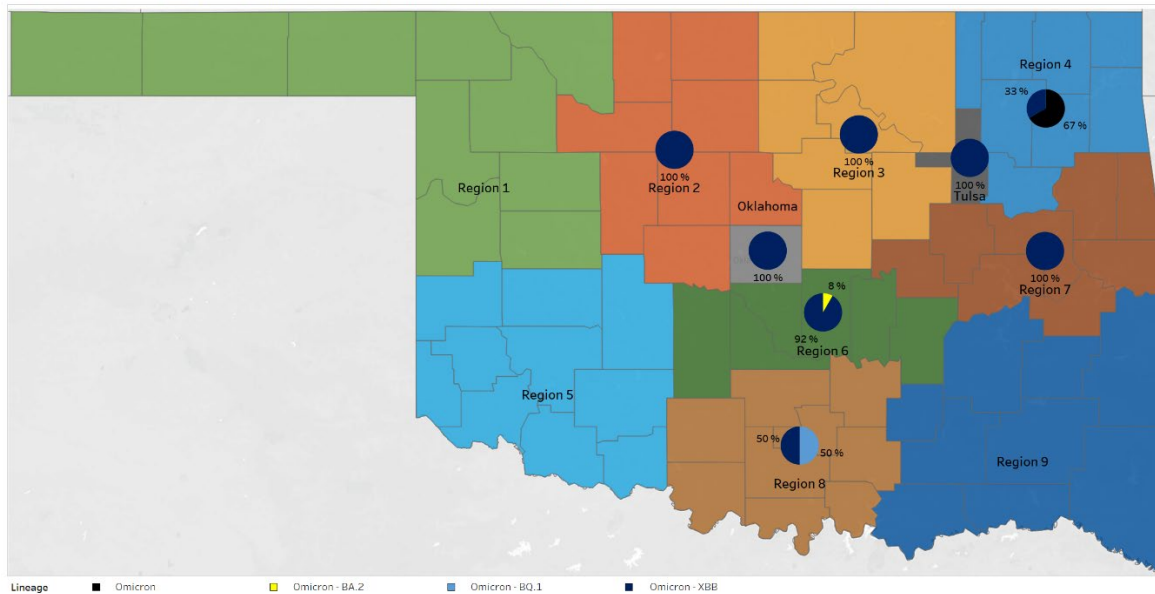 Region 4
33 %
67 %
100 %
Region 2
100 %
Region 3
100 %
Tulsa
Region 1
Oklahoma
100 %
100 %
Region 7
8 %
92 %
Region 6
Region 5
50 %
50 %
Region 8
Region 9
Lineage Omicron Omicron - BA.2 Omicron - BQ.1 Omicron - XBB